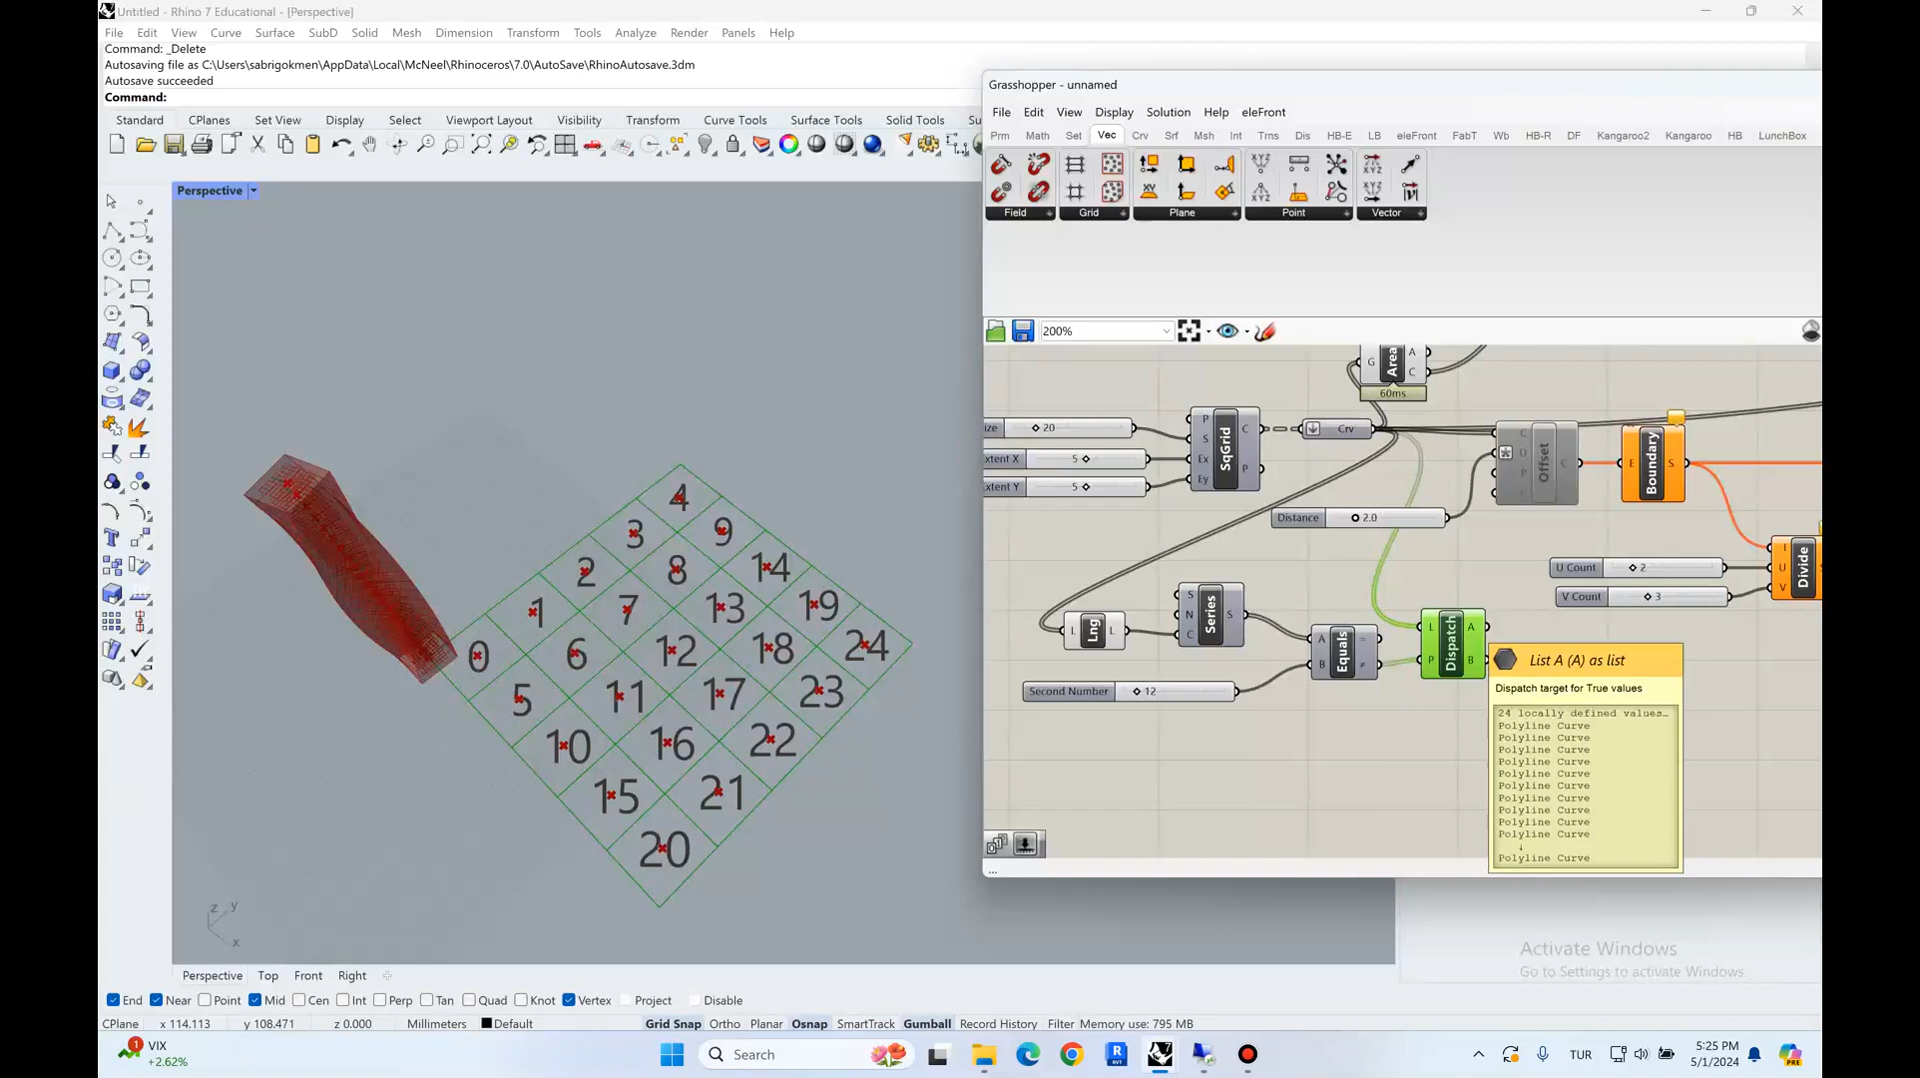 Untitled - Rhino 7 Educational - [Perspective]
File Edit View Curve Surface SubD Solid Mesh Dimension Transform Tools Analyze Render Panels Help
Command: _Delete
Autosaving file as C:\Users\sabrigokmen\AppData\Local\McNeel\Rhinoceros\7.0\AutoSave\RhinoAutosave.3dm
Autosave succeeded
Command:
Standard CPlanes Set View Display Select Viewport Layout Visibility Transform Curve Tools Surface Tools Solid Tools
Perspective
4
3 9
2 8 14
1 7 13 19
0 6 12 18 24
5 11 17 23
10 16 22
15 21
20
z y
x
Grasshopper - unnamed
File Edit View Display Solution Help eleFront
Prm Math Set Vec Crv Srf Msh Int Trns Dis HB-E LB eleFront FabT Wb HB-R DF Kangaroo2 Kangaroo HB LunchBox
Field Grid Plane Point Vector
200%
G Area A C
60ms
ize 20
xtent X 5
xtent Y 5
P S Ex Ey SqGrid C P
Crv
C D P Offset C
E Boundary S
Distance 2.0
U Count 2
V Count 3
I U V Divide
L Lng L
S N C Series S
A B Equals = ≠
L P Dispatch A B
Second Number 12
List A (A) as list
Dispatch target for True values
24 locally defined values…
Polyline Curve
Polyline Curve
Polyline Curve
Polyline Curve
Polyline Curve
Polyline Curve
Polyline Curve
Polyline Curve
Polyline Curve
Polyline Curve
↓
Polyline Curve
...
Activate Windows
Go to Settings to activate Windows.
Perspective Top Front Right
End Near Point Mid Cen Int Perp Tan Quad Knot Vertex Project Disable
CPlane x 114.113 y 108.471 z 0.000 Millimeters Default Grid Snap Ortho Planar Osnap SmartTrack Gumball Record History Filter Memory use: 795 MB
1 VIX
+2.62%
Search
TUR
5:25 PM
5/1/2024